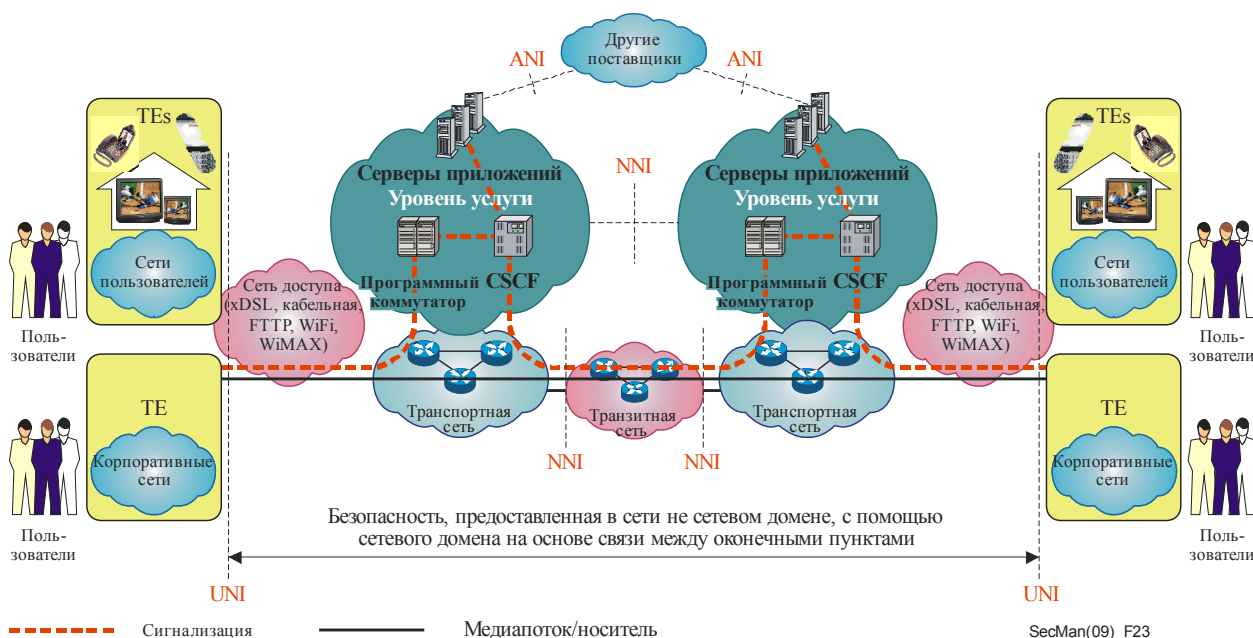 Другие
поставщики
ANI
ANI
TEs
TEs
NNI
Серверы приложений
Уровень услуги
Серверы приложений
Уровень услуги
Сети
пользователей
Сети
пользователей
Программный
коммутатор
CSCF
Программный
коммутатор
CSCF
Сеть доступа
(xDSL, кабельная,
FTTP, WiFi,
WiMAX)
Сеть доступа
(xDSL, кабельная,
FTTP, WiFi,
WiMAX)
Поль-
зователи
Поль-
зователи
TE
Транспортная
сеть
Транзитная
сеть
Транспортная
сеть
TE
NNI
NNI
Корпоративные
сети
Корпоративные
сети
Поль-
зователи
Поль-
зователи
Безопасность, предоставленная в сети не сетевом домене, с помощью
сетевого домена на основе связи между оконечными пунктами
UNI
UNI
Сигнализация
Медиапоток/носитель
SecMan(09)_F23